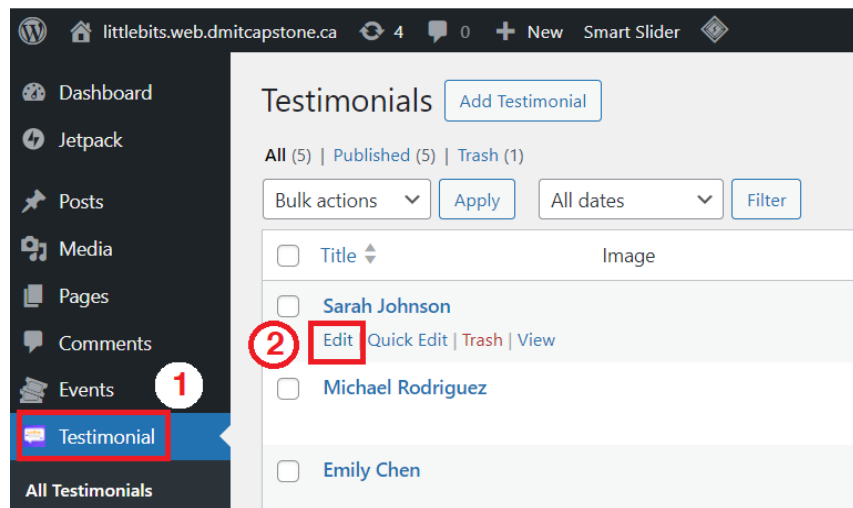 littlebits.web.dmitcapstone.ca 4 0 New Smart Slider
Dashboard
Jetpack
Posts
Media
Pages
Comments
Events
1
Testimonial
All Testimonials
Testimonials Add Testimonial
All (5) | Published (5) | Trash (1)
Bulk actions Apply All dates Filter
Title Image
Sarah Johnson
2 Edit | Quick Edit | Trash | View
Michael Rodriguez
Emily Chen